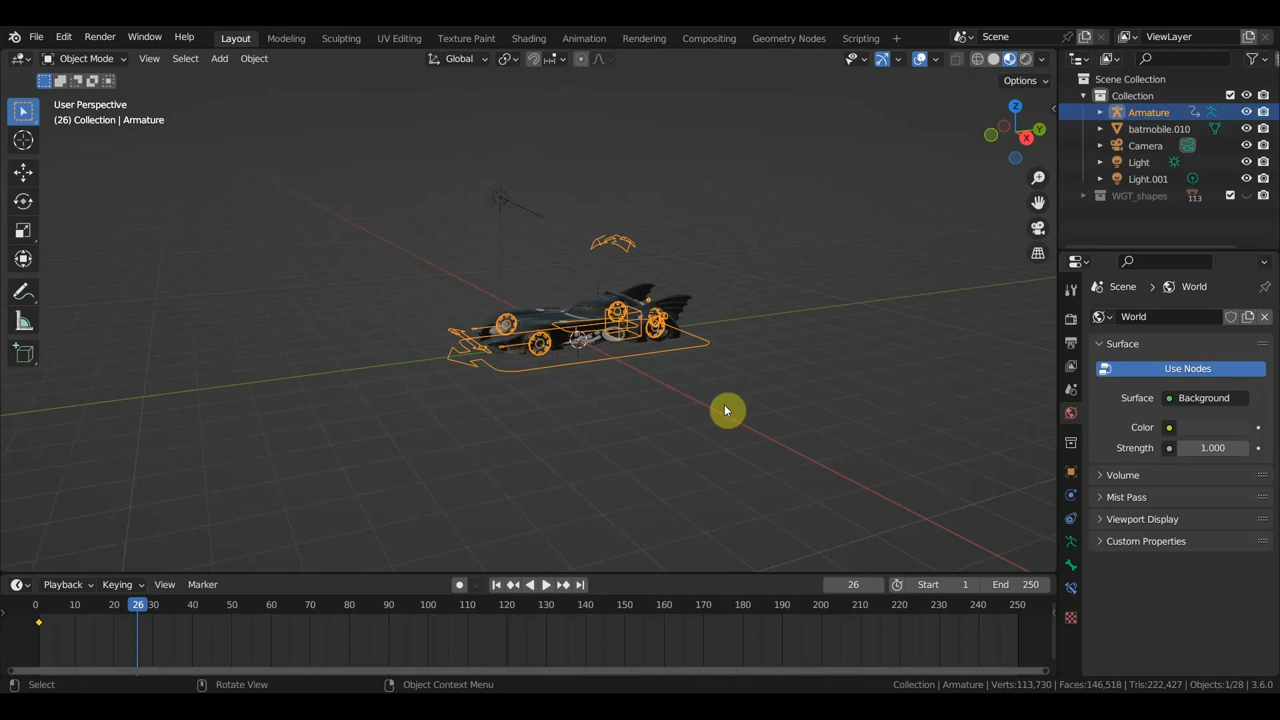 File Edit Render Window Help Layout Modeling Sculpting UV Editing Texture Paint Shading Animation Rendering Compositing Geometry Nodes Scripting + Scene ViewLayer
Object Mode View Select Add Object Global
Options
User Perspective
(26) Collection | Armature
Z
Y
X
Scene Collection
Collection
Armature
batmobile.010
Camera
Light
Light.001
WGT_shapes 113
Scene > World
World
Surface
Use Nodes
Surface Background
Color
Strength 1.000
Volume
Mist Pass
Viewport Display
Custom Properties
Playback Keying View Marker 26 Start 1 End 250
0 10 20 26 30 40 50 60 70 80 90 100 110 120 130 140 150 160 170 180 190 200 210 220 230 240 250
Select Rotate View Object Context Menu Collection | Armature | Verts:113,730 | Faces:146,518 | Tris:222,427 | Objects:1/28 | 3.6.0